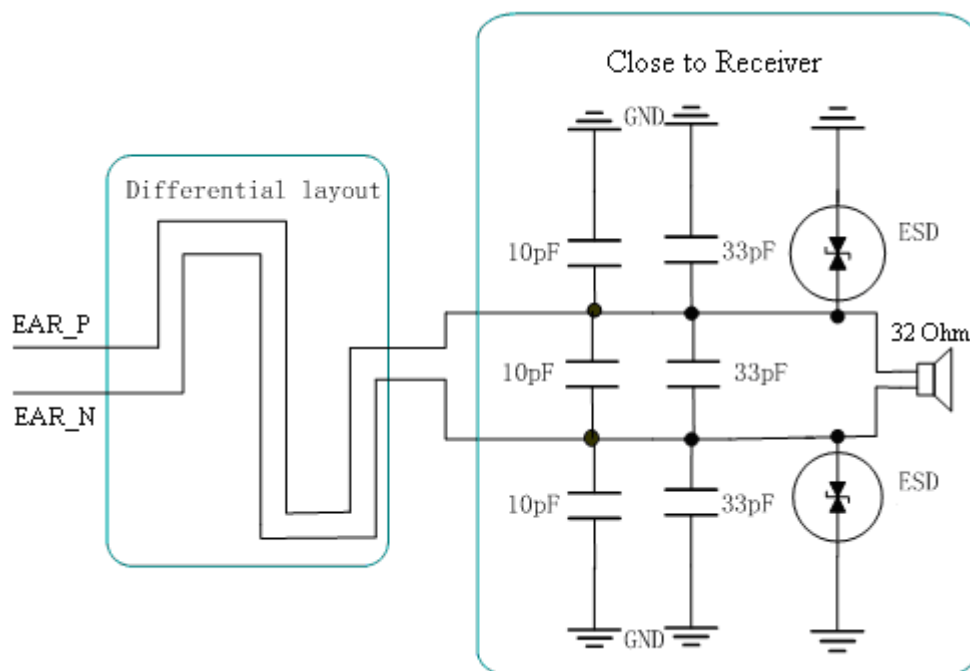 Close to Receiver
GND
Differential layout
10pF
33pF
ESD
EAR_P
32 Ohm
10pF
33pF
EAR_N
10pF
33pF
ESD
GND